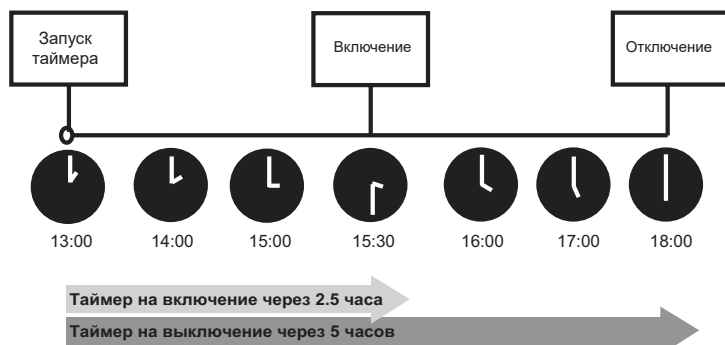 Запуск
таймера
Включение
Отключение
13:00 14:00 15:00 15:30 16:00 17:00 18:00
Таймер на включение через 2.5 часа
Таймер на выключение через 5 часов